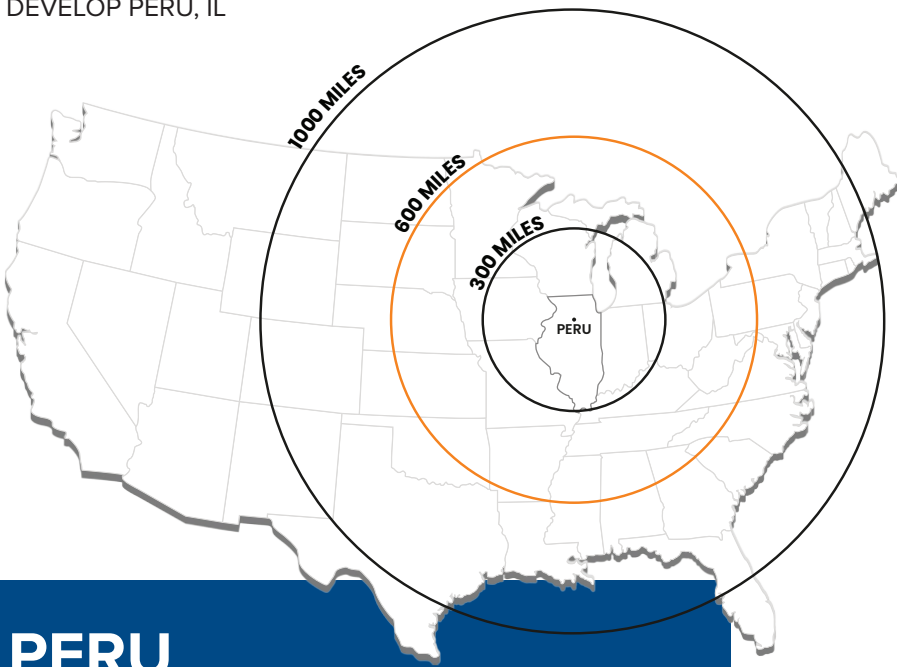 DEVELOP PERU, IL
1000 MILES
600 MILES
300 MILES
PERU
PERU